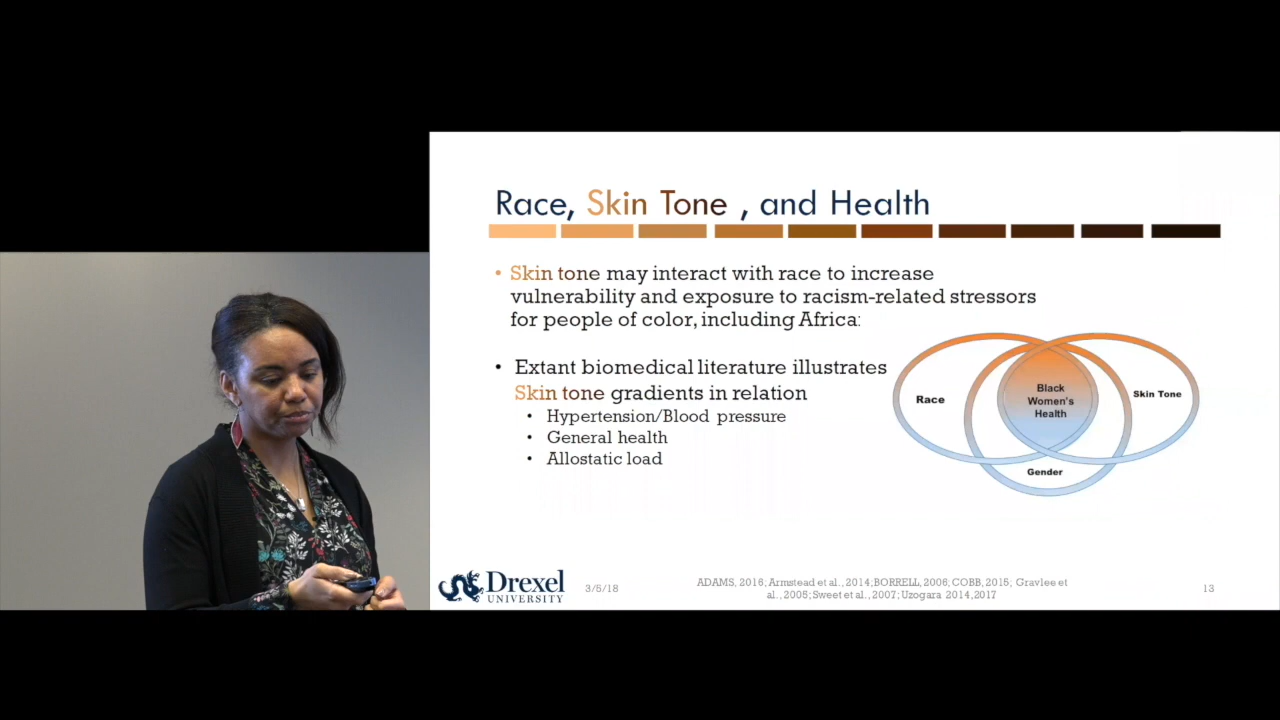 Race, Skin Tone , and Health
• Skin tone may interact with race to increase
vulnerability and exposure to racism-related stressors
for people of color, including Africa:
• Extant biomedical literature illustrates
Skin tone gradients in relation
• Hypertension/Blood pressure
• General health
• Allostatic load
Race
Black
Women's
Health
Skin Tone
Gender
Drexel
UNIVERSITY
3/5/18
ADAMS, 2016; Armstead et al., 2014; BORRELL, 2006; COBB, 2015; Gravlee et
al., 2005; Sweet et al., 2007; Uzogara 2014,2017
13